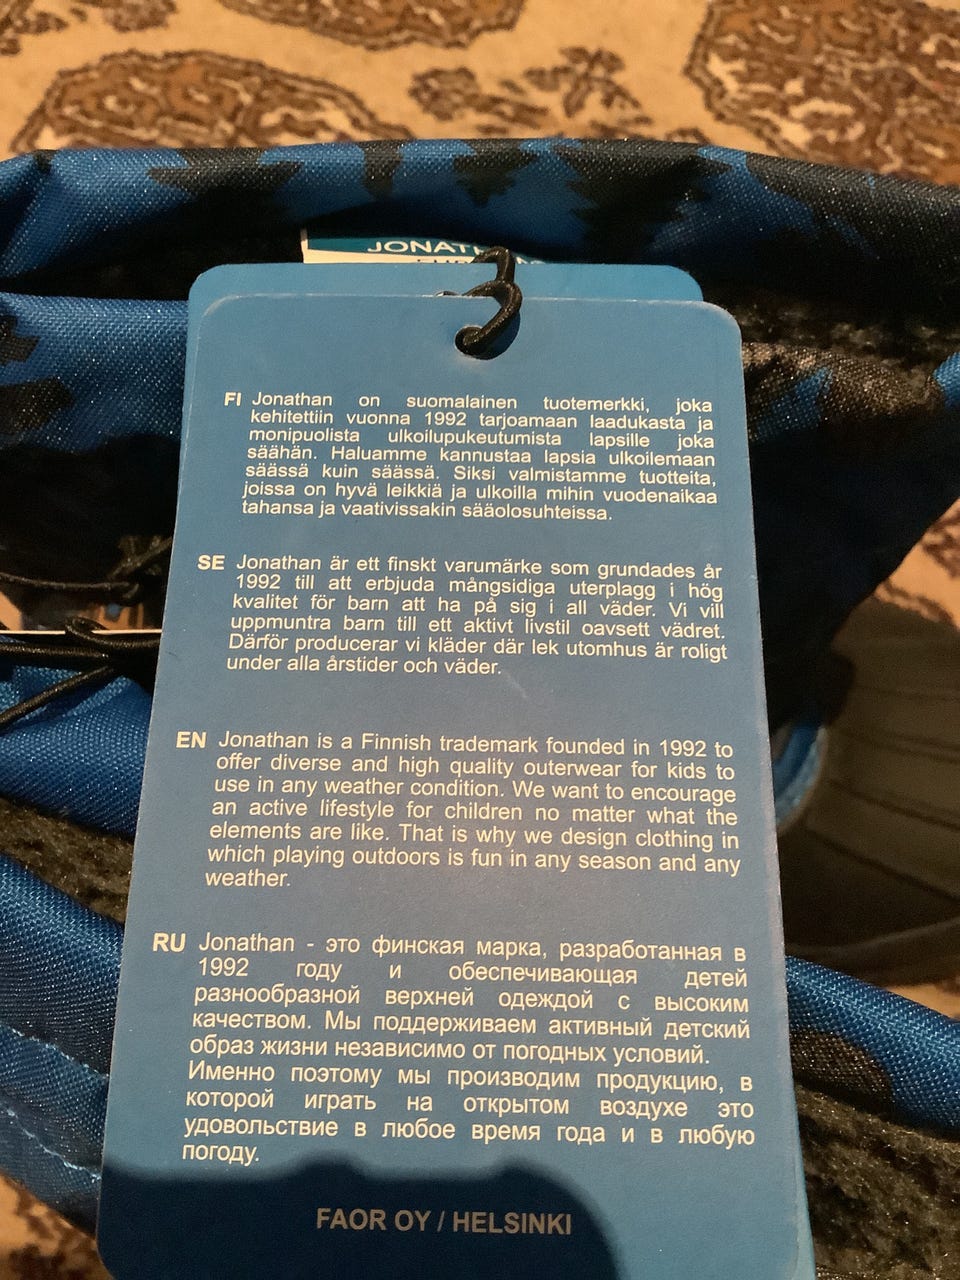 FI Jonathan on suomalainen tuotemerkki, joka
kehitettiin vuonna 1992 tarjoamaan laadukasta ja
monipuolista ulkoilupukeutumista lapsille joka
säähän. Haluamme kannustaa lapsia ulkoilemaan
säässä kuin säässä. Siksi valmistamme tuotteita,
joissa on hyvä leikkiä ja ulkoilla mihin vuodenaikaa
tahansa ja vaativissakin sääolosuhteissa.
SE Jonathan är ett finskt varumärke som grundades år
1992 till att erbjuda mångsidiga uterplagg i hög
kvalitet för barn att ha på sig i all väder. Vi vill
uppmuntra barn till ett aktivt livstil oavsett vädret.
Därför producerar vi kläder där lek utomhus är roligt
under alla årstider och väder.
EN Jonathan is a Finnish trademark founded in 1992 to
offer diverse and high quality outerwear for kids to
use in any weather condition. We want to encourage
an active lifestyle for children no matter what the
elements are like. That is why we design clothing in
which playing outdoors is fun in any season and any
weather.
RU Jonathan - это финская марка, разработанная в
1992 году и обеспечивающая детей
разнообразной верхней одеждой с высоким
качеством. Мы поддерживаем активный детский
образ жизни независимо от погодных условий.
Именно поэтому мы производим продукцию, в
которой играть на открытом воздухе это
удовольствие в любое время года и в любую
погоду.
FAOR OY / HELSINKI